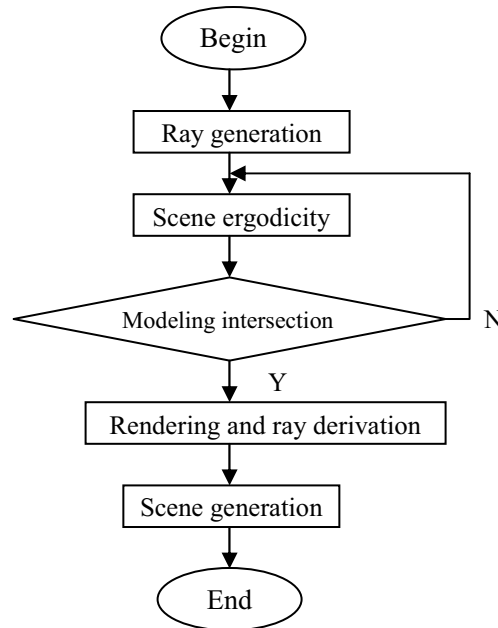 Begin
Ray generation
Scene ergodicity
Modeling intersection
N
Y
Rendering and ray derivation
Scene generation
End